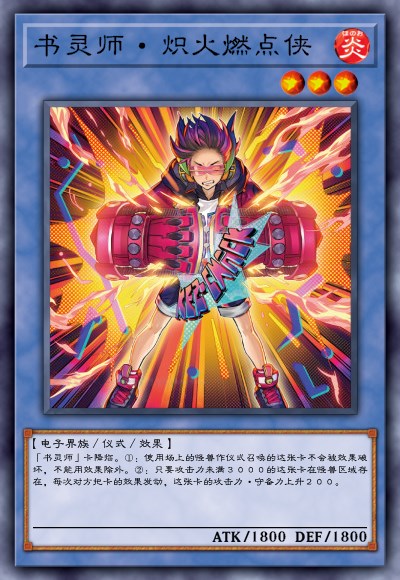 书灵师・炽火燃点侠
ほのお
炎
KER-SMACK
【电子界族／仪式／效果】
「书灵师」卡降临。①：使用场上的怪兽作仪式召唤的这张卡不会被效果破
坏，不能用效果除外。②：只要攻击力未满３０００的这张卡在怪兽区域存
在，每次对方把卡的效果发动，这张卡的攻击力・守备力上升２００。
ATK/1800 DEF/1800